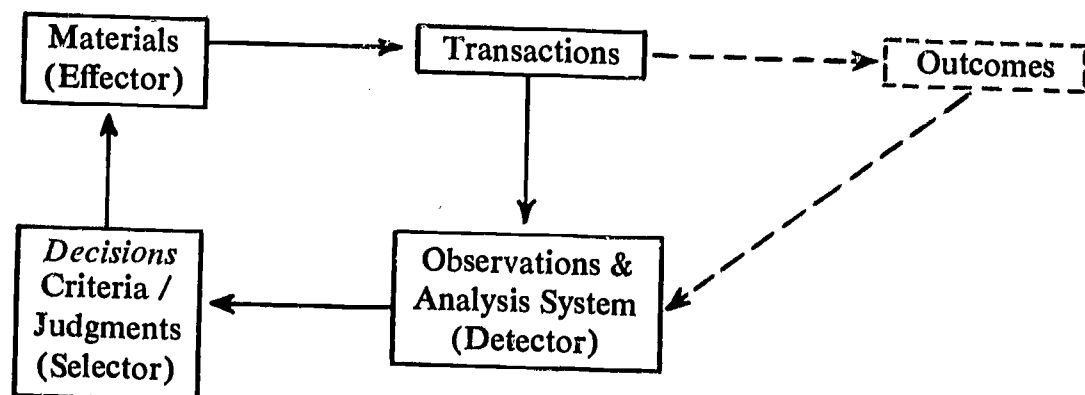 Materials
(Effector)
Transactions
Outcomes
Decisions
Criteria /
Judgments
(Selector)
Observations &
Analysis System
(Detector)